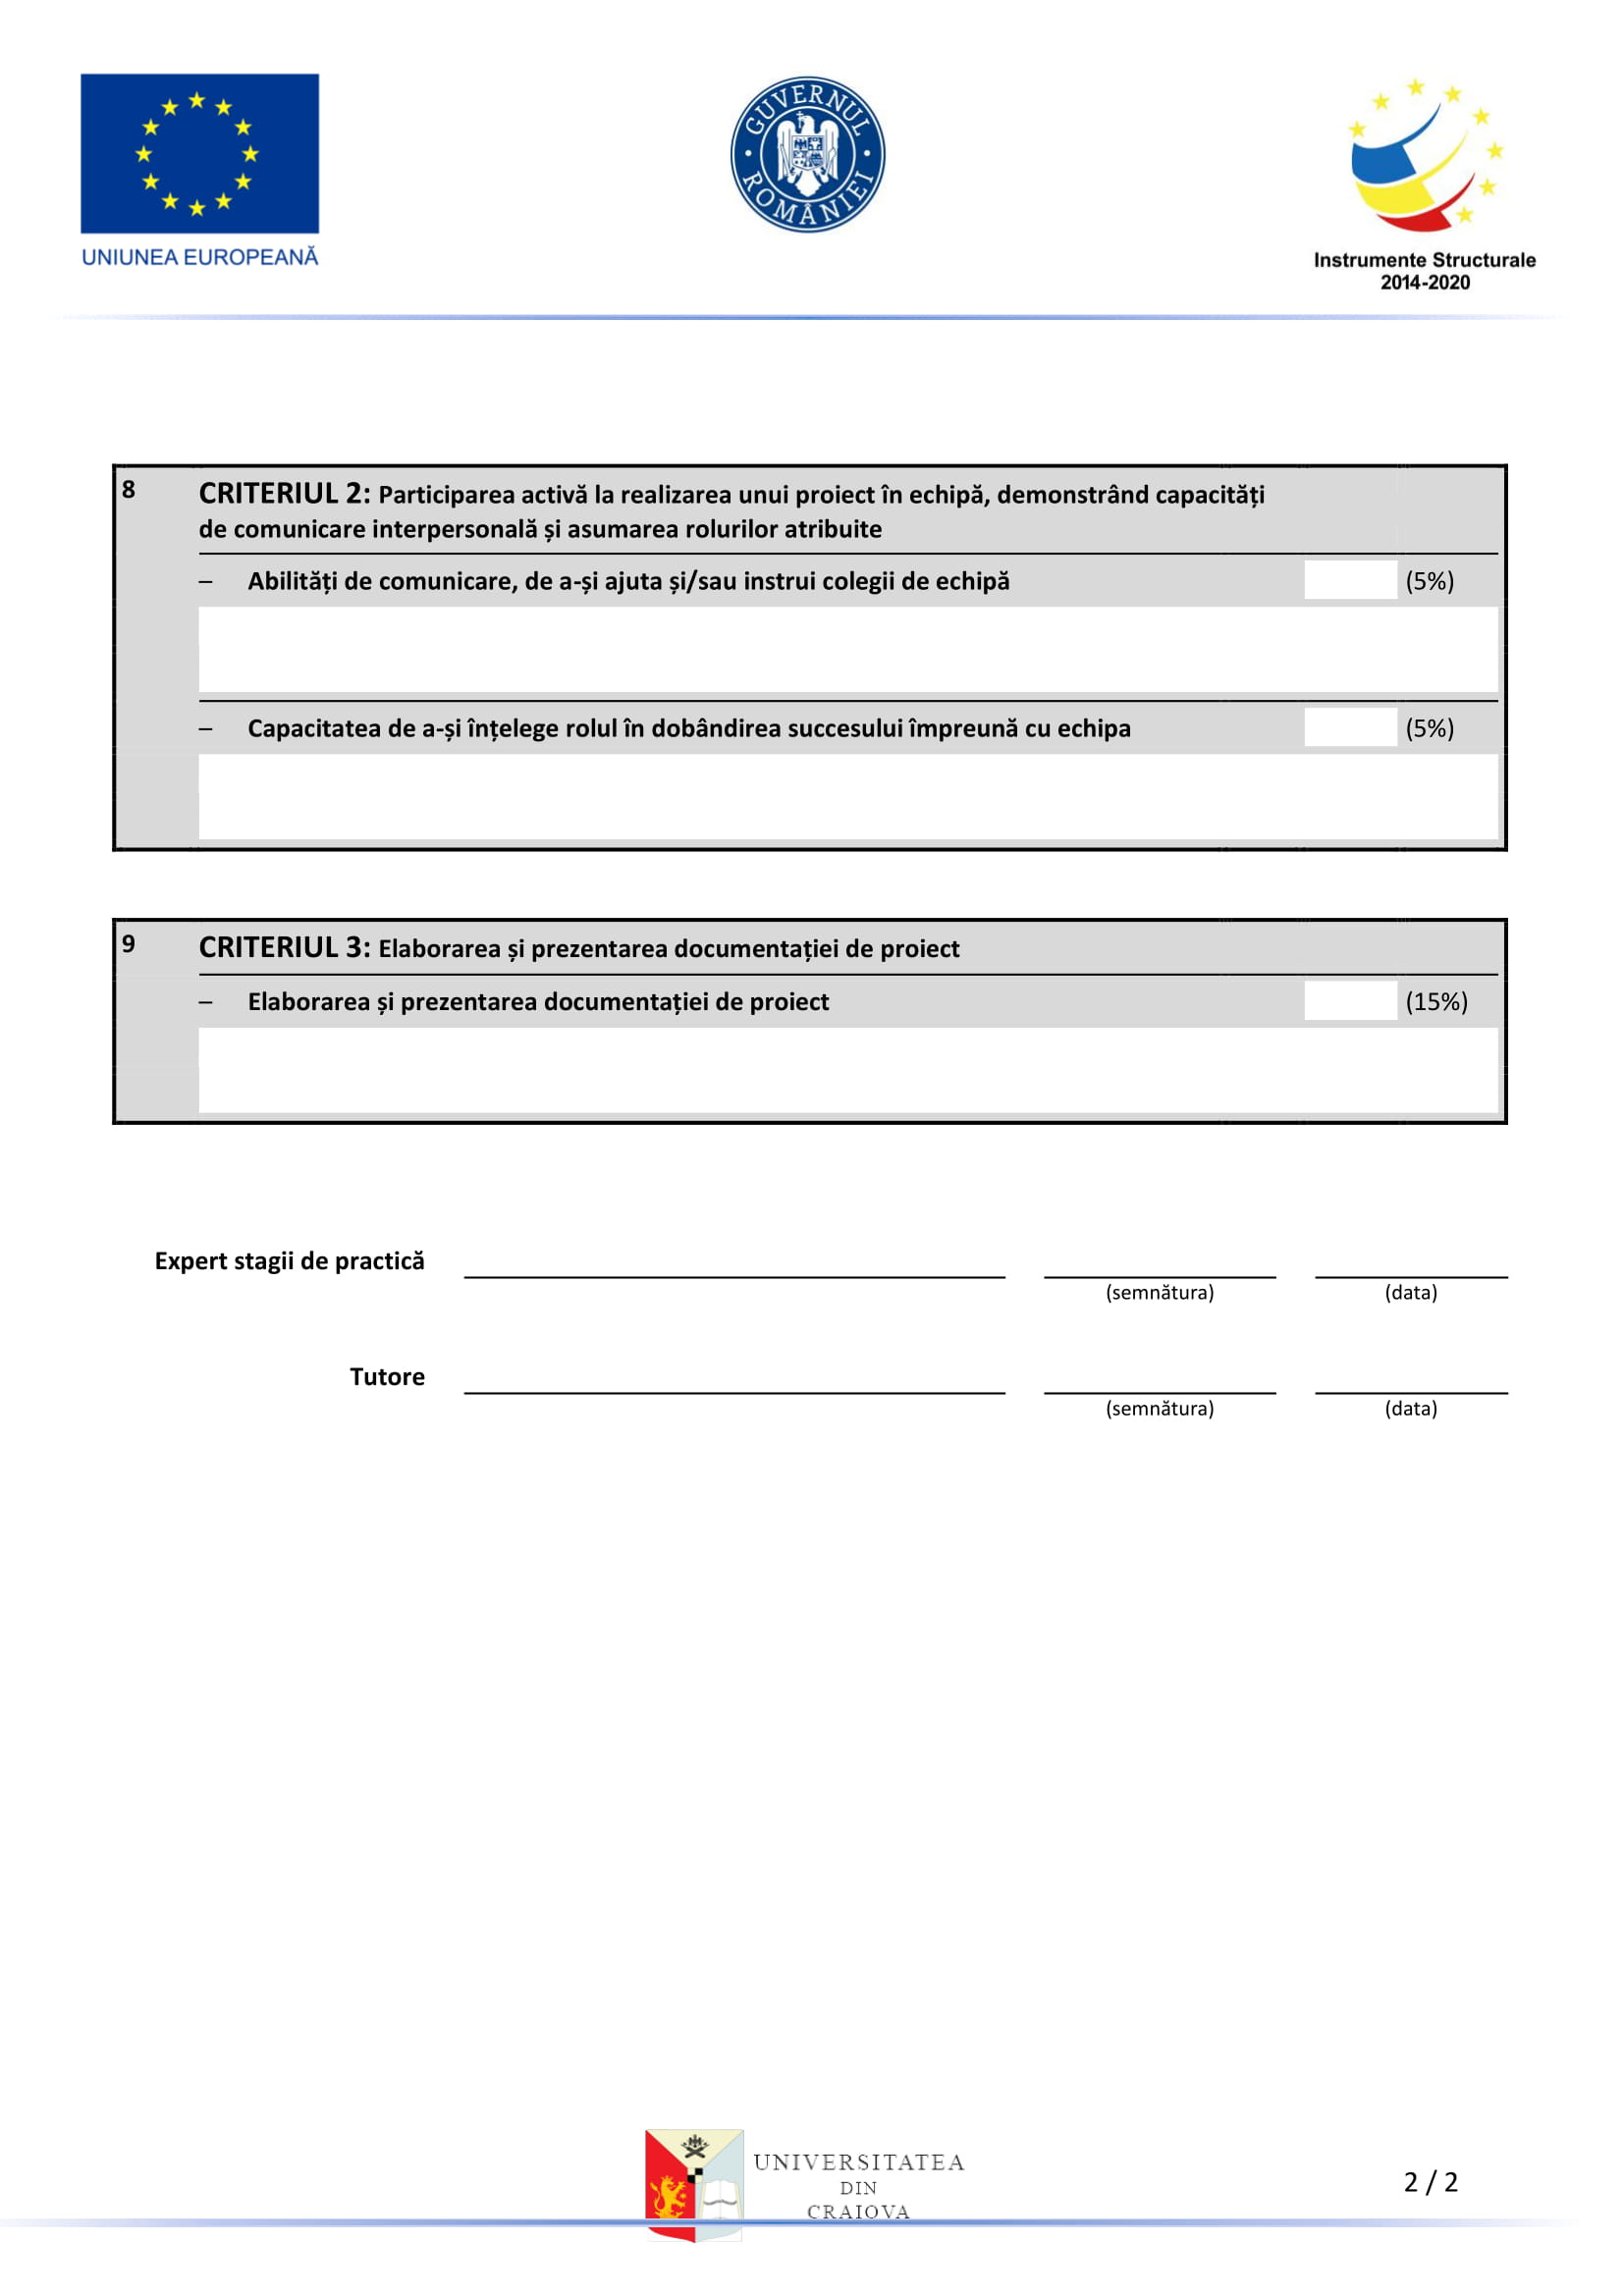 UNIUNEA EUROPEANĂ
GUVERNUL ROMÂNIEI
Instrumente Structurale
2014-2020
8 CRITERIUL 2: Participarea activă la realizarea unui proiect în echipă, demonstrând capacități
de comunicare interpersonală și asumarea rolurilor atribuite
– Abilități de comunicare, de a-și ajuta și/sau instrui colegii de echipă (5%)
– Capacitatea de a-și înțelege rolul în dobândirea succesului împreună cu echipa (5%)
9 CRITERIUL 3: Elaborarea și prezentarea documentației de proiect
– Elaborarea și prezentarea documentației de proiect (15%)
Expert stagii de practică
(semnătura) (data)
Tutore
(semnătura) (data)
UNIVERSITATEA
DIN
CRAIOVA
2 / 2